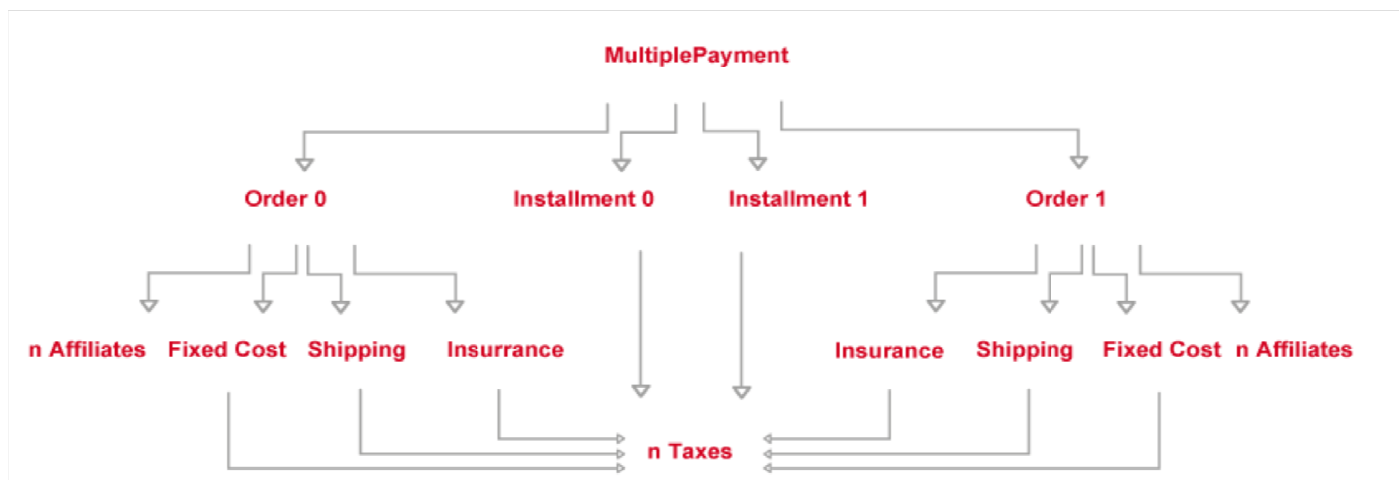 MultiplePayment
Order 0 Installment 0 Installment 1 Order 1
n Affiliates Fixed Cost Shipping Insurrance Insurance Shipping Fixed Cost n Affiliates
n Taxes